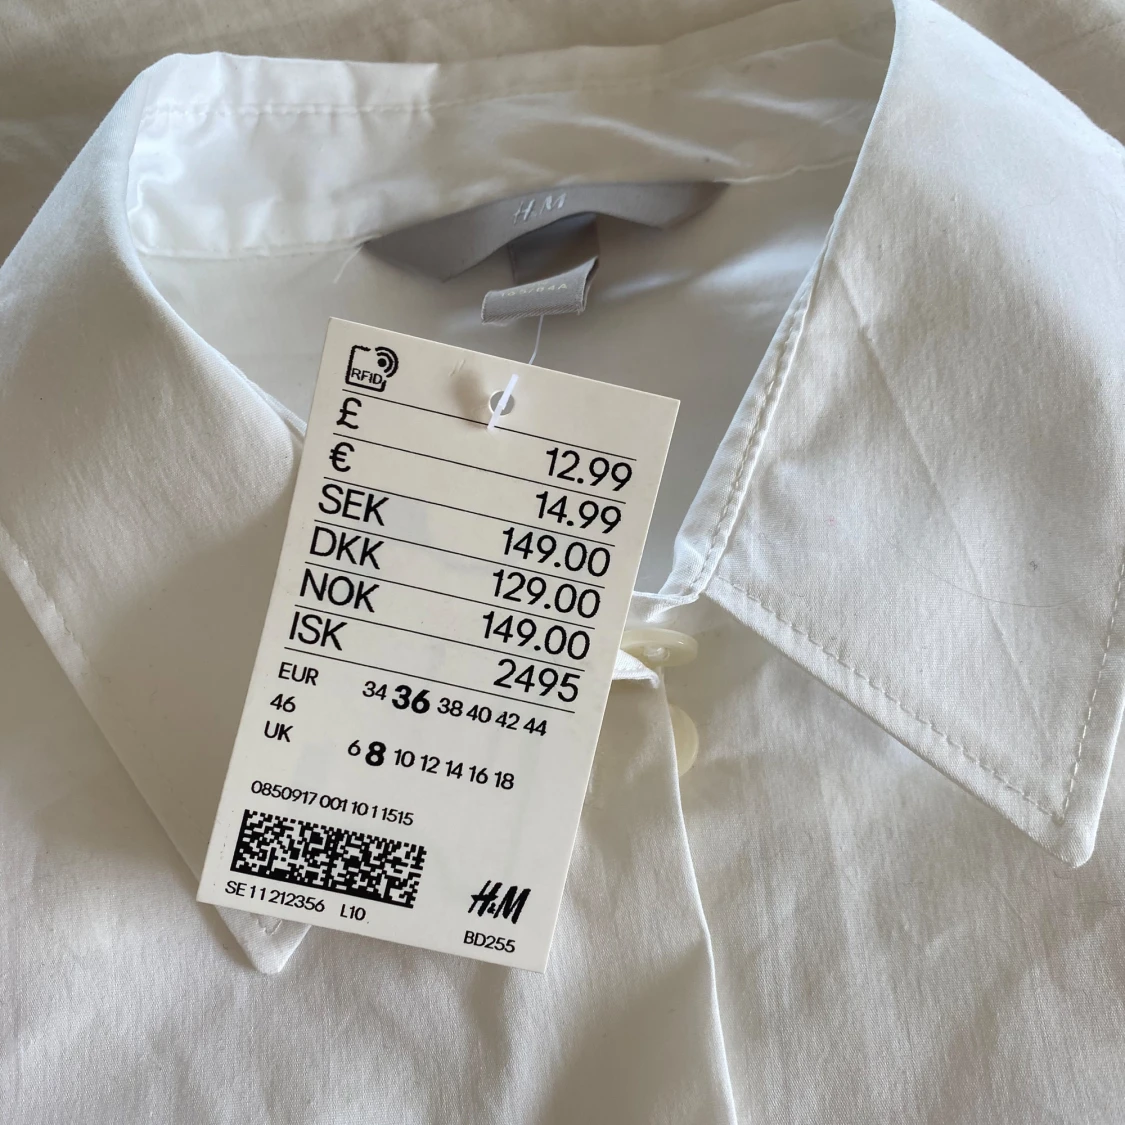 H&M
RFID
£ 12.99
€ 14.99
SEK 149.00
DKK 129.00
NOK 149.00
ISK 2495
EUR 34 36 38 40 42 44
46
UK 6 8 10 12 14 16 18
0850917 001 10 11515
SE 11 212356 L10
H&M
BD255